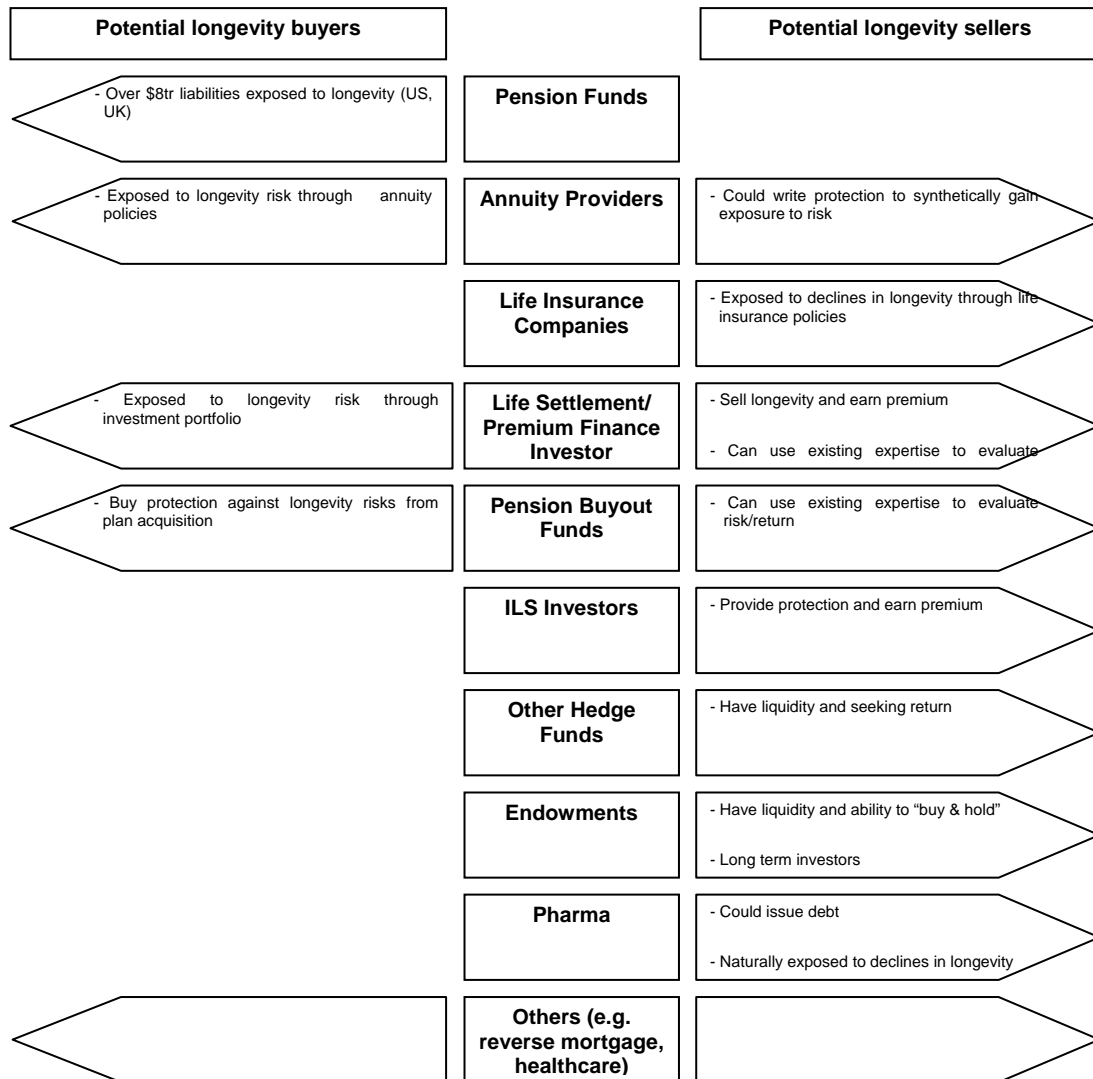 Potential longevity buyers
Potential longevity sellers
- Over $8tr liabilities exposed to longevity (US,
UK)
Pension Funds
- Exposed to longevity risk through annuity
policies
Annuity Providers
- Could write protection to synthetically gain
exposure to risk
Life Insurance
Companies
- Exposed to declines in longevity through life
insurance policies
- Exposed to longevity risk through
investment portfolio
Life Settlement/
Premium Finance
Investor
- Sell longevity and earn premium
- Can use existing expertise to evaluate
- Buy protection against longevity risks from
plan acquisition
Pension Buyout
Funds
- Can use existing expertise to evaluate
risk/return
ILS Investors
- Provide protection and earn premium
Other Hedge
Funds
- Have liquidity and seeking return
Endowments
- Have liquidity and ability to “buy & hold”
- Long term investors
Pharma
- Could issue debt
- Naturally exposed to declines in longevity
Others (e.g.
reverse mortgage,
healthcare)